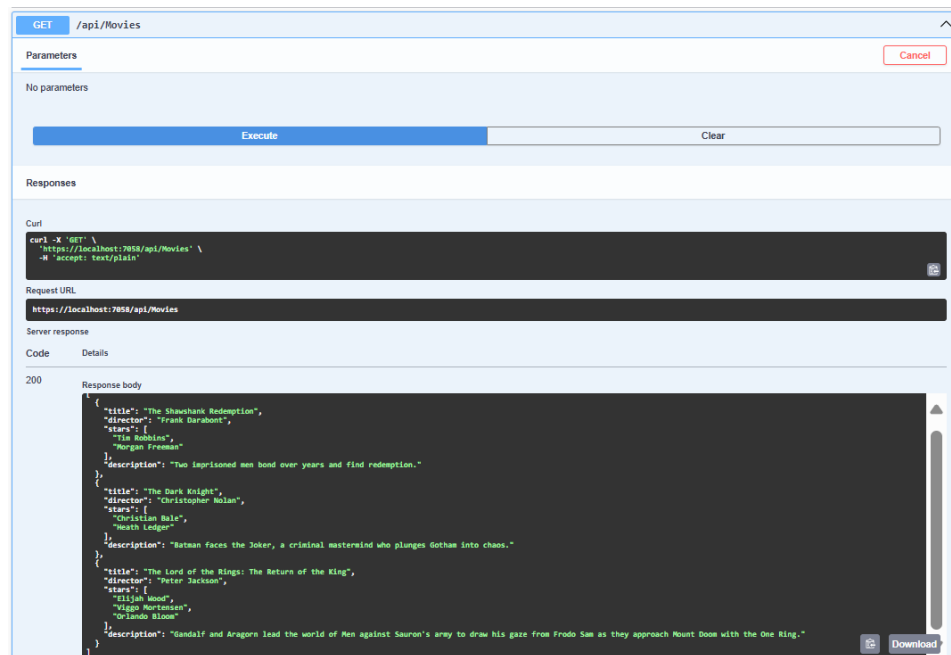 GET /api/Movies
Parameters
Cancel
No parameters
Execute
Clear
Responses
Curl
curl -X 'GET' \
'https://localhost:7058/api/Movies' \
-H 'accept: text/plain'
Request URL
https://localhost:7058/api/Movies
Server response
Code Details
200
Response body
[
{
"title": "The Shawshank Redemption",
"director": "Frank Darabont",
"stars": [
"Tim Robbins",
"Morgan Freeman"
],
"description": "Two imprisoned men bond over years and find redemption."
},
{
"title": "The Dark Knight",
"director": "Christopher Nolan",
"stars": [
"Christian Bale",
"Heath Ledger"
],
"description": "Batman faces the Joker, a criminal mastermind who plunges Gotham into chaos."
},
{
"title": "The Lord of the Rings: The Return of the King",
"director": "Peter Jackson",
"stars": [
"Elijah Wood",
"Viggo Mortensen",
"Orlando Bloom"
],
"description": "Gandalf and Aragorn lead the world of Men against Sauron's army to draw his gaze from Frodo Sam as they approach Mount Doom with the One Ring."
}
]
Download